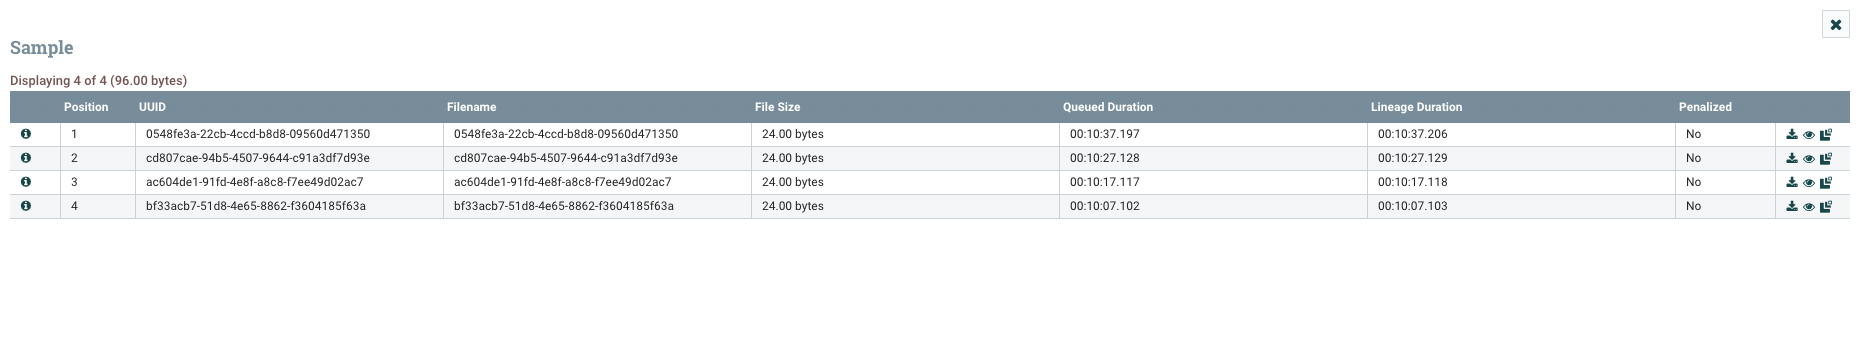 Sample
Displaying 4 of 4 (96.00 bytes)
Position UUID Filename File Size Queued Duration Lineage Duration Penalized
1 0548fe3a-22cb-4ccd-b8d8-09560d471350 0548fe3a-22cb-4ccd-b8d8-09560d471350 24.00 bytes 00:10:37.197 00:10:37.206 No
2 cd807cae-94b5-4507-9644-c91a3df7d93e cd807cae-94b5-4507-9644-c91a3df7d93e 24.00 bytes 00:10:27.128 00:10:27.129 No
3 ac604de1-91fd-4e8f-a8c8-f7ee49d02ac7 ac604de1-91fd-4e8f-a8c8-f7ee49d02ac7 24.00 bytes 00:10:17.117 00:10:17.118 No
4 bf33acb7-51d8-4e65-8862-f3604185f63a bf33acb7-51d8-4e65-8862-f3604185f63a 24.00 bytes 00:10:07.102 00:10:07.103 No